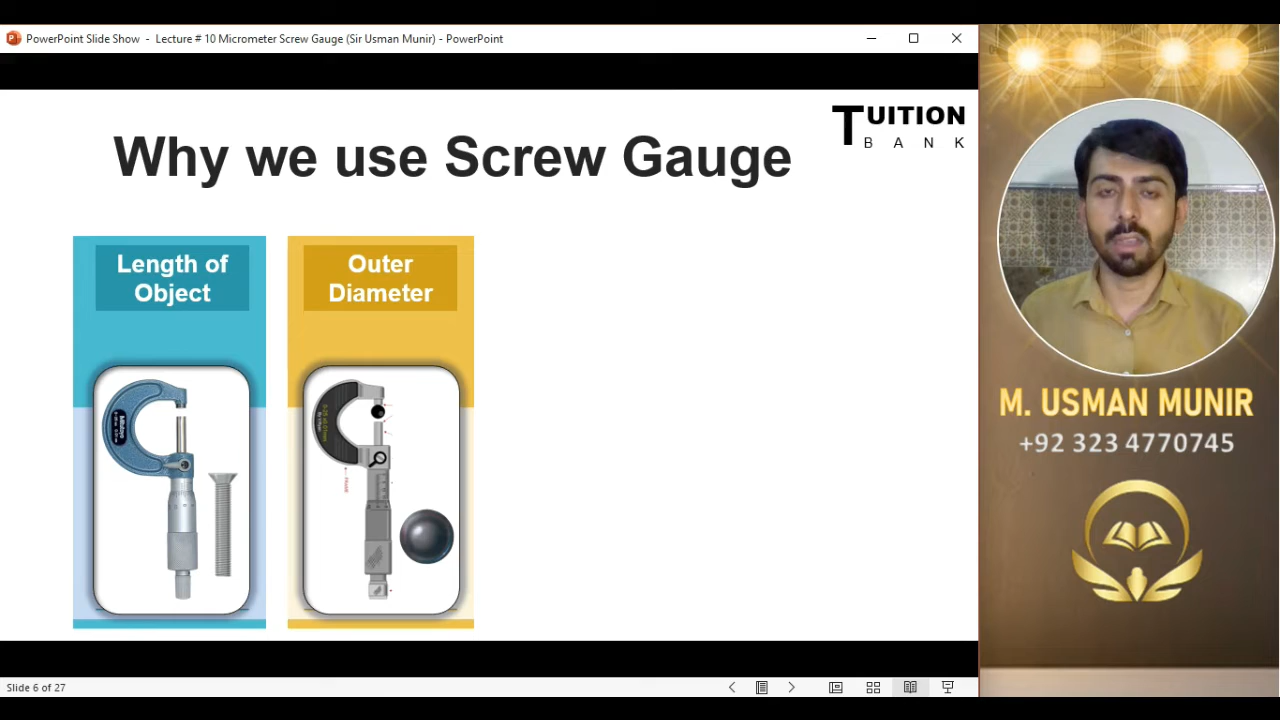 PowerPoint Slide Show - Lecture # 10 Micrometer Screw Gauge (Sir Usman Munir) - PowerPoint
TUITION
BANK
Why we use Screw Gauge
Length of
Object
Outer
Diameter
M. USMAN MUNIR
+92 323 4770745
Slide 6 of 27